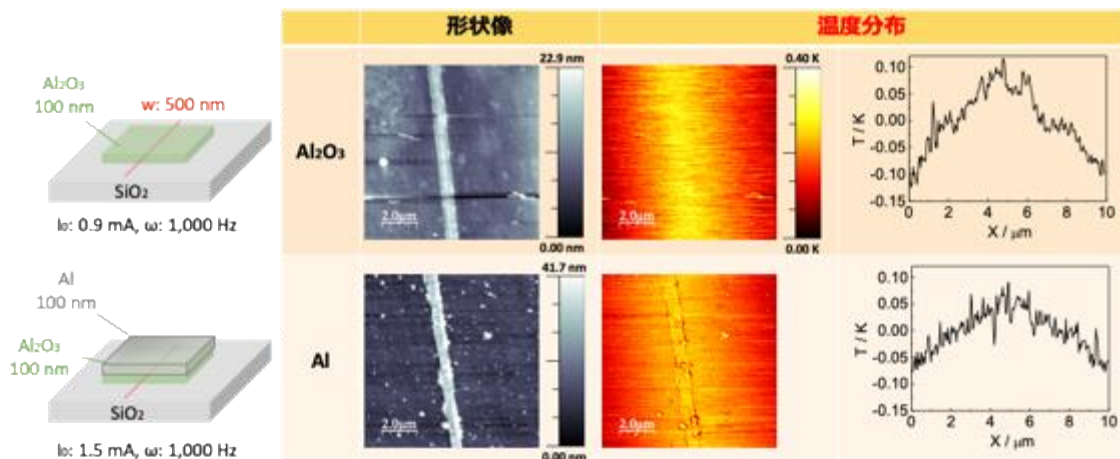 形状像
温度分布
Al₂O₃
100 nm
w: 500 nm
SiO₂
I₀: 0.9 mA, ω: 1,000 Hz
Al₂O₃
22.9 nm
2.0μm
0.00 nm
0.40 K
2.0μm
0.00 K
T / K
0.10
0.05
0.00
-0.05
-0.10
-0.15
0 2 4 6 8 10
X / μm
Al
100 nm
Al₂O₃
100 nm
SiO₂
I₀: 1.5 mA, ω: 1,000 Hz
Al
41.7 nm
2.0μm
0.00 nm
2.0μm
T / K
0.10
0.05
0.00
-0.05
-0.10
-0.15
0 2 4 6 8 10
X / μm